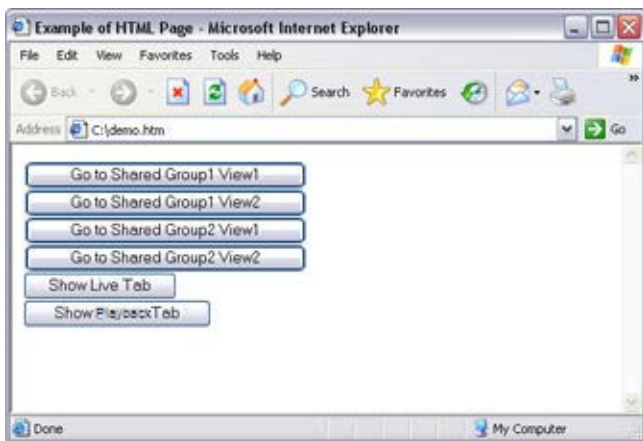 Example of HTML Page - Microsoft Internet Explorer
File Edit View Favorites Tools Help
Back Search Favorites
Address C:\demo.htm Go
Go to Shared Group1 View1
Go to Shared Group1 View2
Go to Shared Group2 View1
Go to Shared Group2 View2
Show Live Tab
Show Playback Tab
Done My Computer